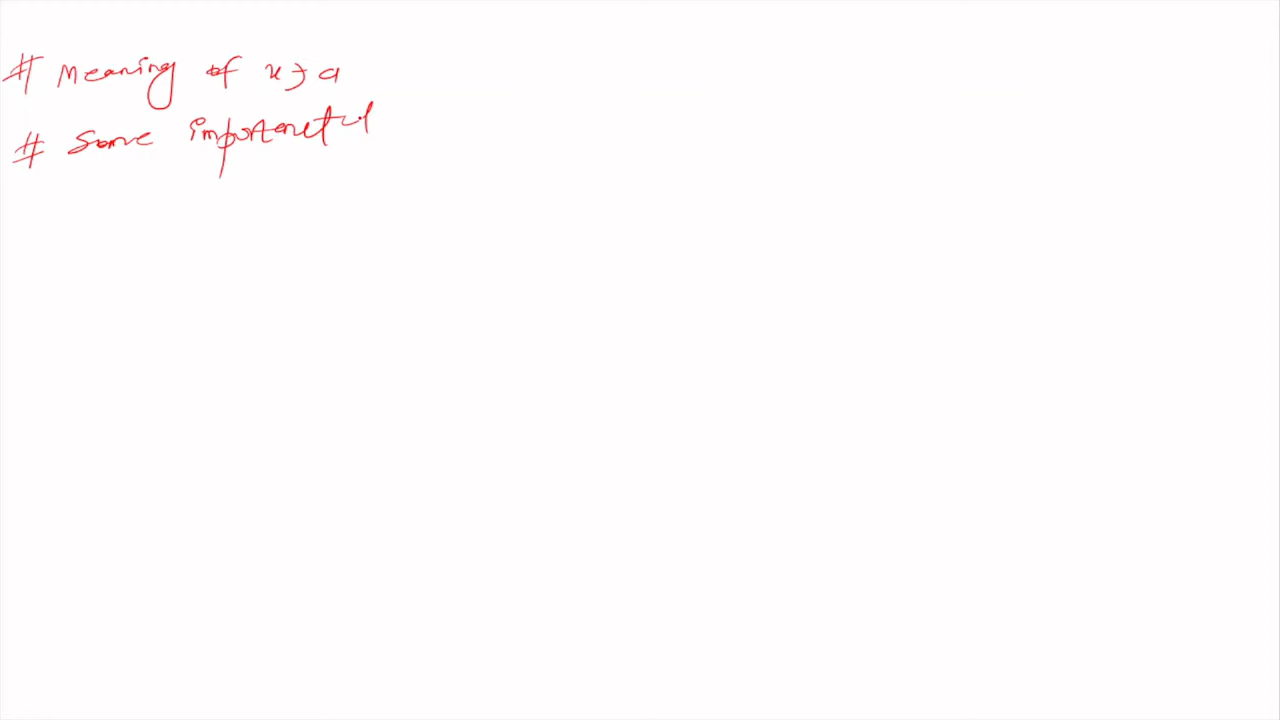 # Meaning of x → a
# Some important